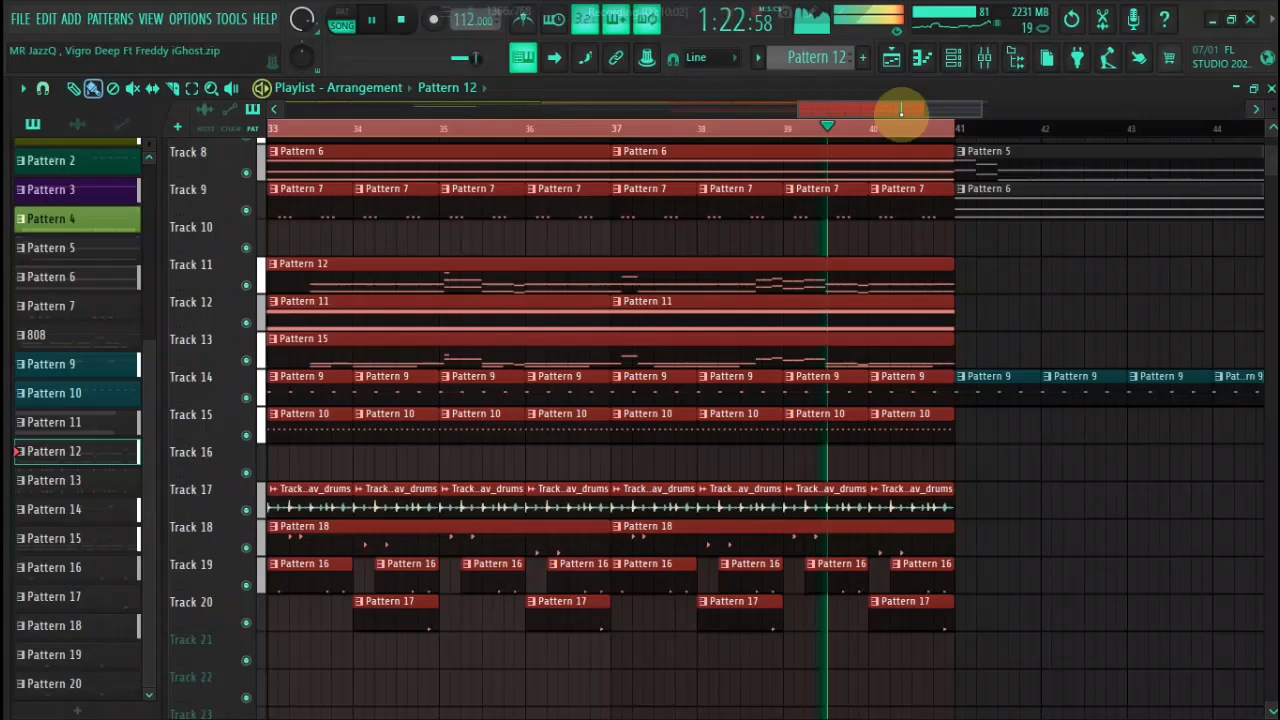 FILE EDIT ADD PATTERNS VIEW OPTIONS TOOLS HELP
MR JazzQ , Vigro Deep Ft Freddy iGhost.zip
PAT
SONG
112.000
3.2
1:22:58
M:S:CS
81
2231 MB
19
Line
Pattern 12
07/01 FL
STUDIO 202..
Playlist - Arrangement
Pattern 12
NOTE CHAN PAT
33 34 35 36 37 38 39 40 41 42 43 44
Pattern 2
Pattern 3
Pattern 4
Pattern 5
Pattern 6
Pattern 7
808
Pattern 9
Pattern 10
Pattern 11
Pattern 12
Pattern 13
Pattern 14
Pattern 15
Pattern 16
Pattern 17
Pattern 18
Pattern 19
Pattern 20
Track 8 Pattern 6 Pattern 6 Pattern 5
Track 9 Pattern 7 Pattern 7 Pattern 7 Pattern 7 Pattern 7 Pattern 7 Pattern 7 Pattern 7 Pattern 6
Track 10
Track 11 Pattern 12
Track 12 Pattern 11 Pattern 11
Track 13 Pattern 15
Track 14 Pattern 9 Pattern 9 Pattern 9 Pattern 9 Pattern 9 Pattern 9 Pattern 9 Pattern 9 Pattern 9 Pattern 9 Pattern 9 Pat..rn 9
Track 15 Pattern 10 Pattern 10 Pattern 10 Pattern 10 Pattern 10 Pattern 10 Pattern 10 Pattern 10
Track 16
Track 17 Track..av_drums Track..av_drums Track..av_drums Track..av_drums Track..av_drums Track..av_drums Track..av_drums Track..av_drums
Track 18 Pattern 18 Pattern 18
Track 19 Pattern 16 Pattern 16 Pattern 16 Pattern 16 Pattern 16 Pattern 16 Pattern 16 Pattern 16
Track 20 Pattern 17 Pattern 17 Pattern 17 Pattern 17
Track 21
Track 22
Track 23